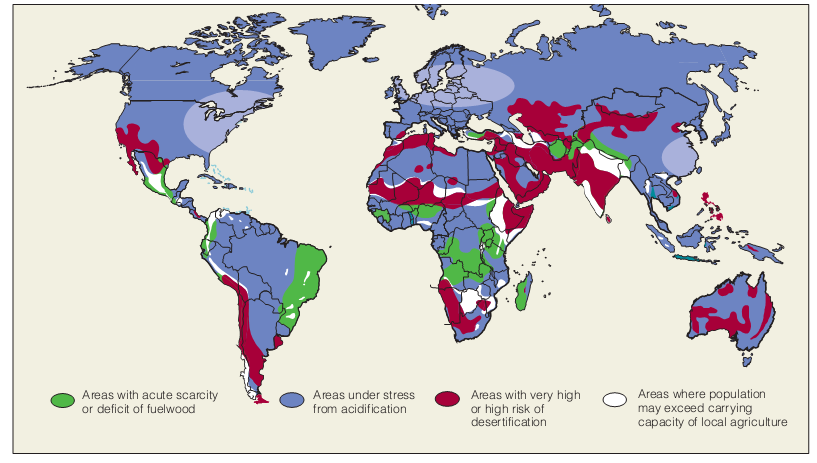 Areas with acute scarcity
or deficit of fuelwood
Areas under stress
from acidification
Areas with very high
or high risk of
desertification
Areas where population
may exceed carrying
capacity of local agriculture